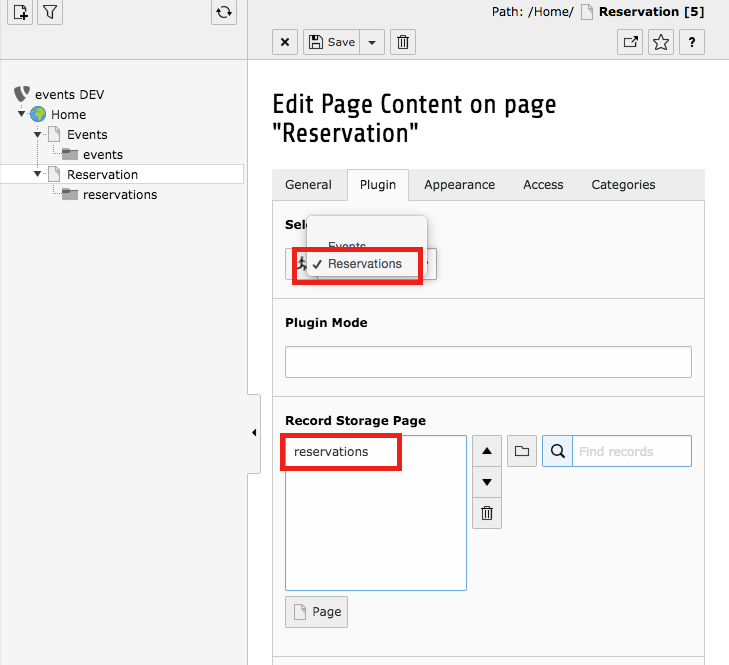 Path: /Home/ Reservation [5]
Save
?
events DEV
Home
Events
events
Reservation
reservations
Edit Page Content on page
"Reservation"
General Plugin Appearance Access Categories
Events
✓ Reservations
Plugin Mode
Record Storage Page
reservations
Find records
Page